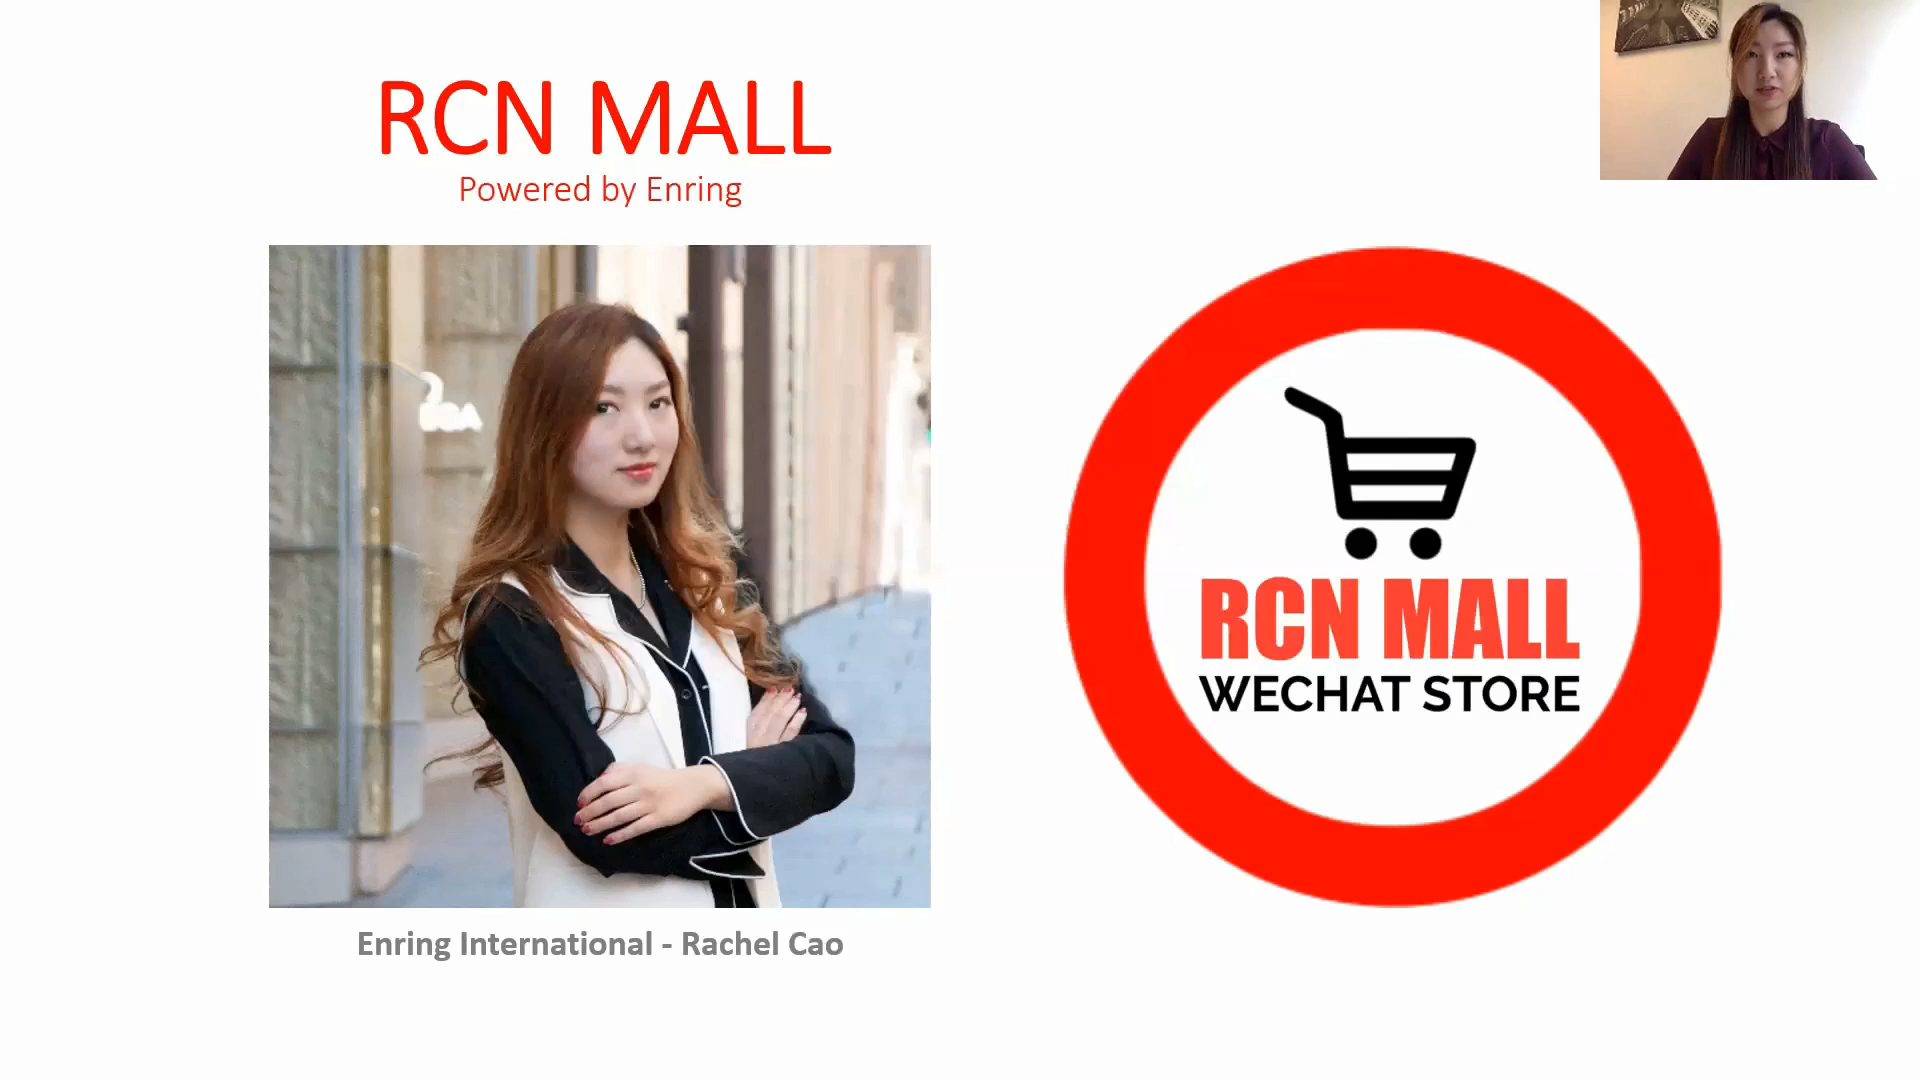 RCN MALL
Powered by Enring
RCN MALL
WECHAT STORE
Enring International - Rachel Cao